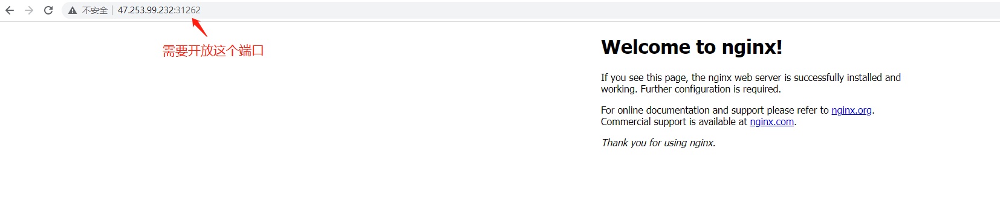 不安全 47.253.99.232:31262
需要开放这个端口
Welcome to nginx!
If you see this page, the nginx web server is successfully installed and
working. Further configuration is required.
For online documentation and support please refer to nginx.org.
Commercial support is available at nginx.com.
Thank you for using nginx.